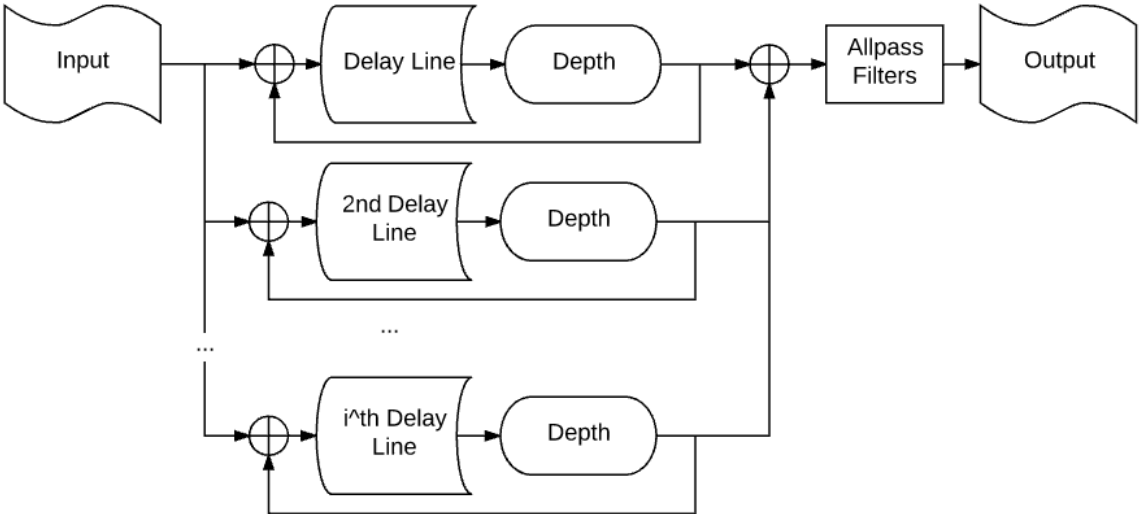 Input
Delay Line
Depth
Allpass
Filters
Output
2nd Delay
Line
Depth
...
...
i^th Delay
Line
Depth